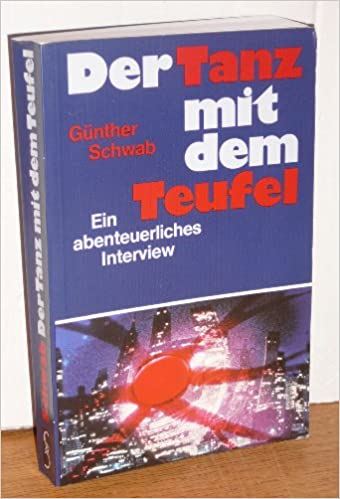 Der Tanz
mit
dem
Teufel
Günther
Schwab
Ein
abenteuerliches
Interview
Schwab Der Tanz mit dem Teufel